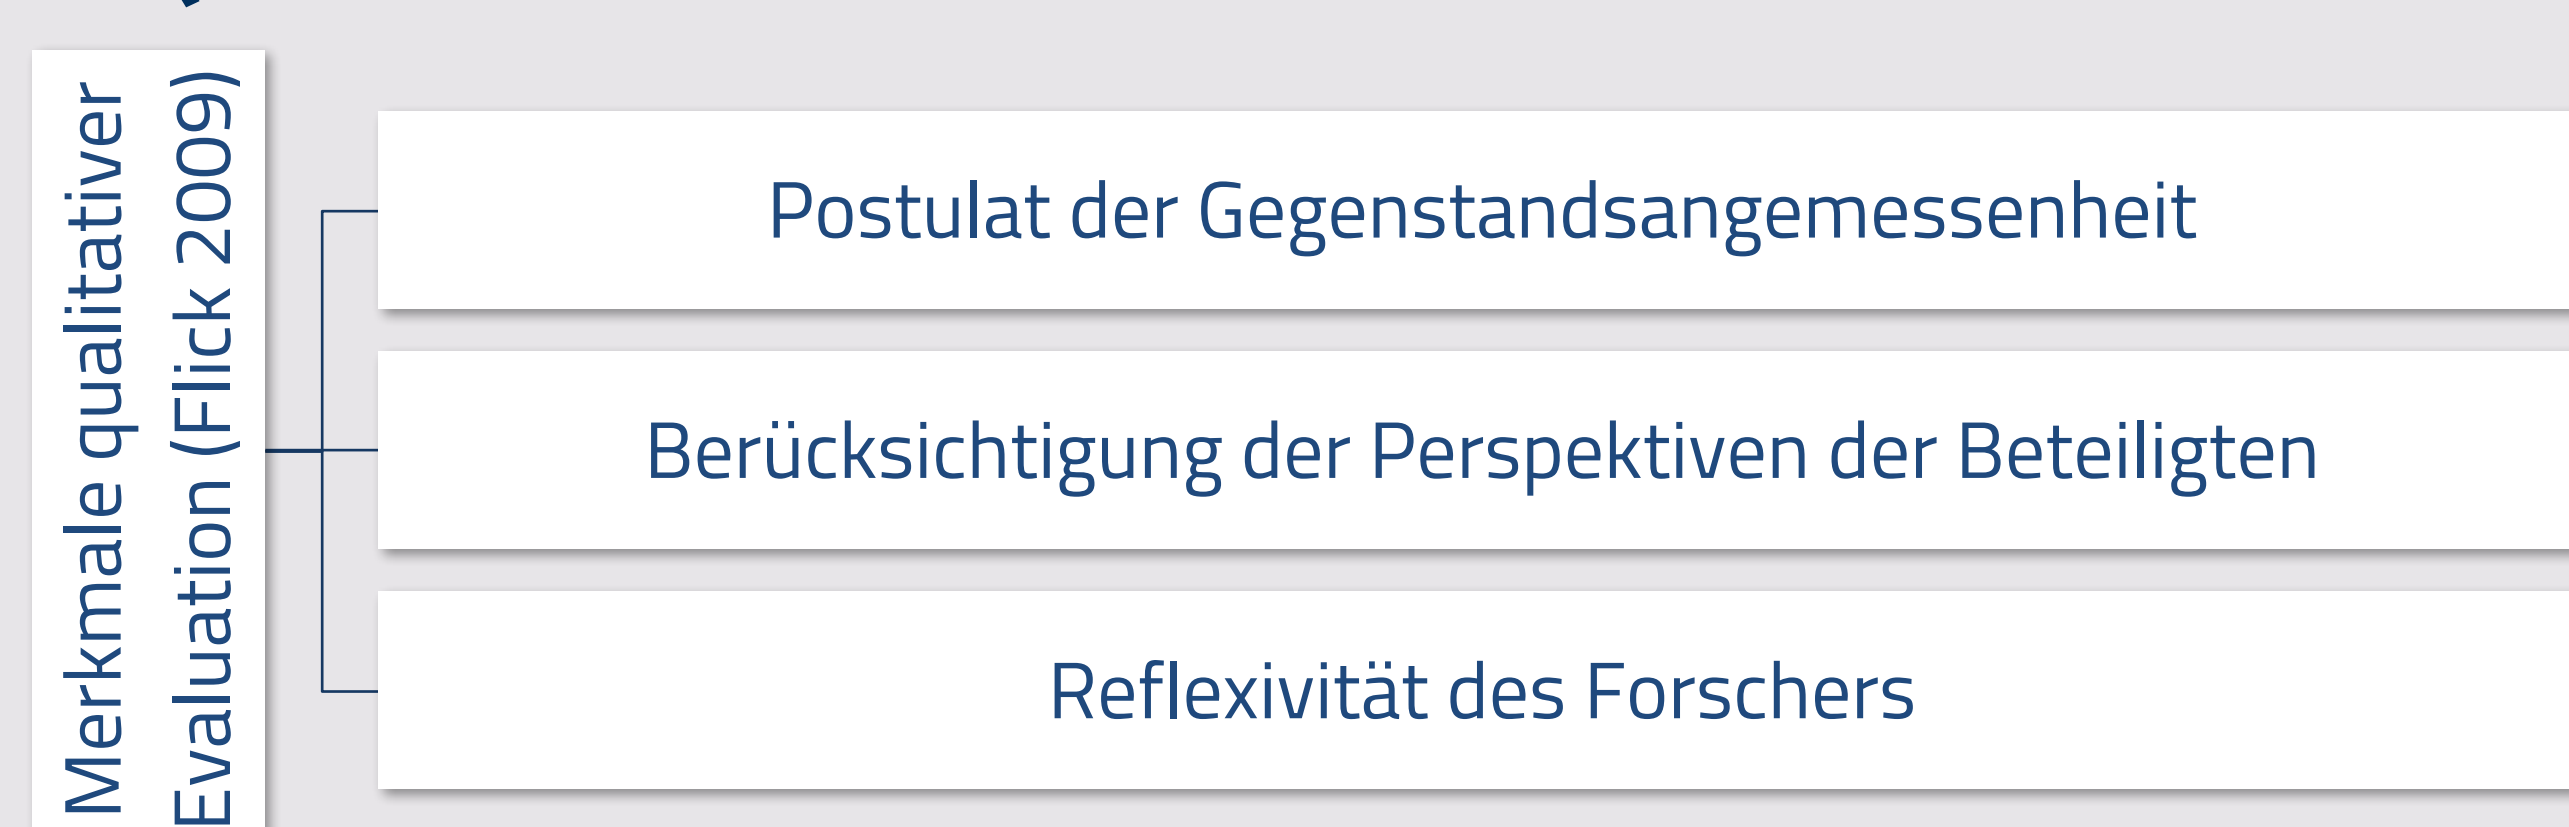 Merkmale qualitativer
Evaluation (Flick 2009)
Postulat der Gegenstandsangemessenheit
Berücksichtigung der Perspektiven der Beteiligten
Reflexivität des Forschers